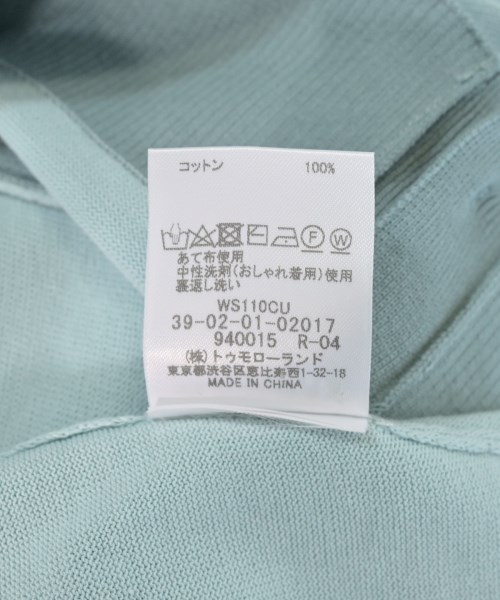 コットン 100%
F W
あて布使用
中性洗剤(おしゃれ着用)使用
裏返し洗い
WS110CU
39-02-01-02017
940015 R-04
(株)トゥモローランド
東京都渋谷区恵比寿西1-32-18
MADE IN CHINA